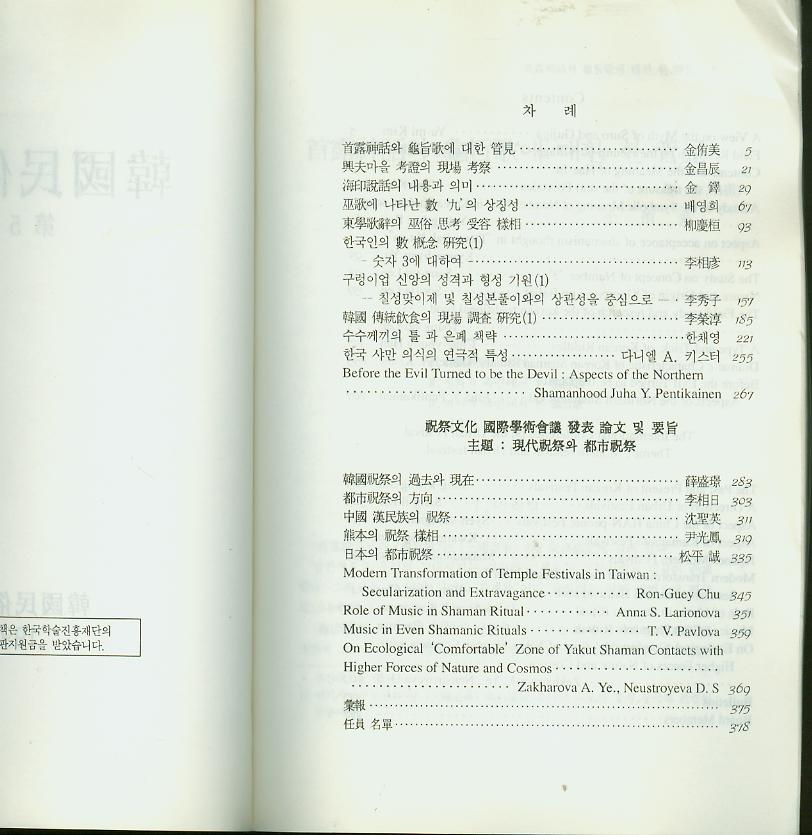 책은 한국학술진흥재단의
관지원금을 받았습니다.
차 례
首露神話와 龜旨歌에 대한 管見 ········ 金侑美 5
興夫마을 考證의 現場 考察 ········ 金昌辰 21
海印說話의 내용과 의미 ········ 金 鐸 29
巫歌에 나타난 數 '九'의 상징성 ········ 배영희 67
東學歌辭의 巫俗 思考 受容 樣相 ········ 柳慶桓 93
한국인의 數 槪念 硏究(1)
- 숫자 3에 대하여 - ········ 李相彦 113
구렁이업 신앙의 성격과 형성 기원(1)
-- 칠성맞이제 및 칠성본풀이와의 상관성을 중심으로 -- · 李秀子 157
韓國 傳統飮食의 現場 調査 硏究(1) ········ 李榮淳 185
수수께끼의 틀 과 은폐 책략 ········ 한채영 221
한국 샤만 의식의 연극적 특성 ········ 다니엘 A. 키스터 255
Before the Evil Turned to be the Devil : Aspects of the Northern
········ Shamanhood Juha Y. Pentikainen 267
祝祭文化 國際學術會議 發表 論文 및 要旨
主題 : 現代祝祭와 都市祝祭
韓國祝祭의 過去와 現在 ········ 薛盛璟 283
都市祝祭의 方向 ········ 李相日 303
中國 漢民族의 祝祭 ········ 沈聖英 311
熊本의 祝祭 樣相 ········ 尹光鳳 319
日本의 都市祝祭 ········ 松平 誠 335
Modern Transformation of Temple Festivals in Taiwan :
Secularization and Extravagance ········ Ron-Guey Chu 345
Role of Music in Shaman Ritual ········ Anna S. Larionova 351
Music in Even Shamanic Rituals ········ T. V. Pavlova 359
On Ecological 'Comfortable' Zone of Yakut Shaman Contacts with
Higher Forces of Nature and Cosmos ········
········ Zakharova A. Ye., Neustroyeva D. S 369
彙報 ········ 375
任員 名單 ········ 378